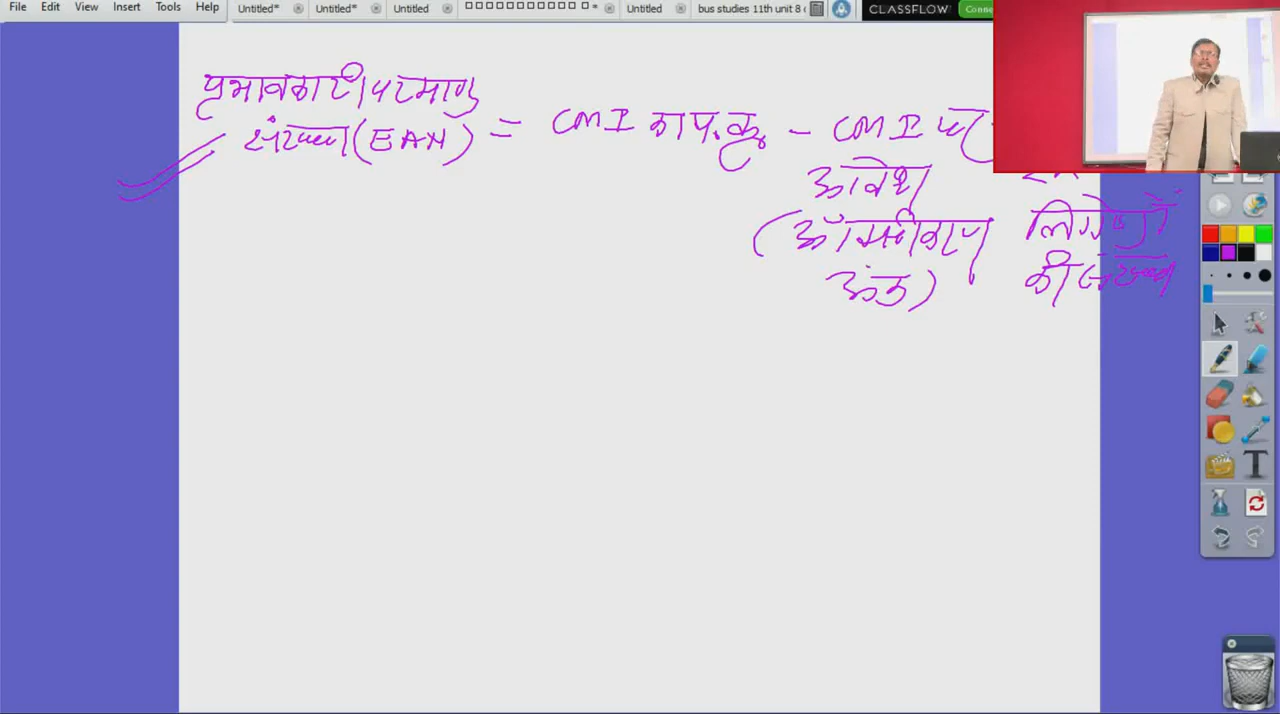 File Edit View Insert Tools Help Untitled* Untitled* Untitled Untitled bus studies 11th unit 8 CLASSFLOW Conne
प्रभावकारी परमाणु
संख्या (EAN) = CMI का प.क्र. - CMI पर
आवेश
(ऑक्सीकरण लिगेण्डों
अंक) की संख्या
T